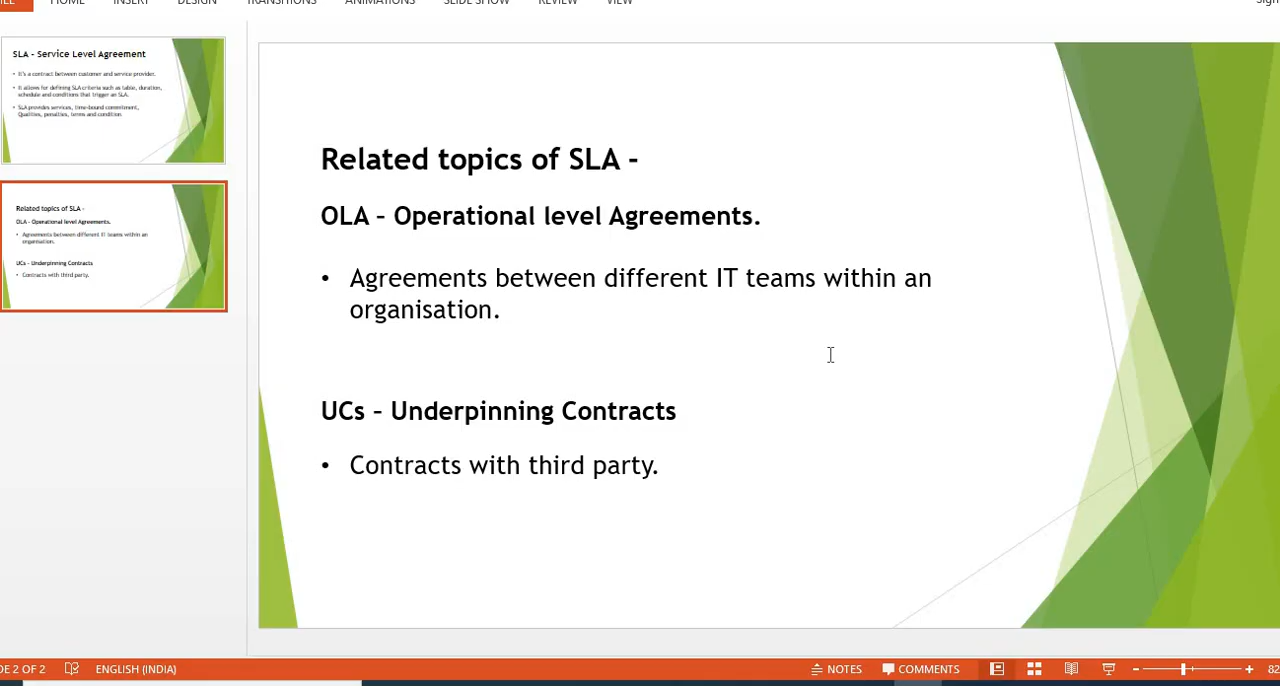 HOME INSERT DESIGN TRANSITIONS ANIMATIONS SLIDE SHOW REVIEW VIEW
SLA - Service Level Agreement
• It's a contract between customer and service provider.
• It allows for defining SLA criteria such as table, duration,
schedule and conditions that trigger an SLA.
• SLA provides services, time-bound commitment,
Qualities, penalties, terms and condition
Related topics of SLA -
OLA - Operational level Agreements.
• Agreements between different IT teams within an
organisation.
UCs - Underpinning Contracts
• Contracts with third party.
Related topics of SLA -
OLA – Operational level Agreements.
• Agreements between different IT teams within an
organisation.
UCs – Underpinning Contracts
• Contracts with third party.
DE 2 OF 2 ENGLISH (INDIA) NOTES COMMENTS 82